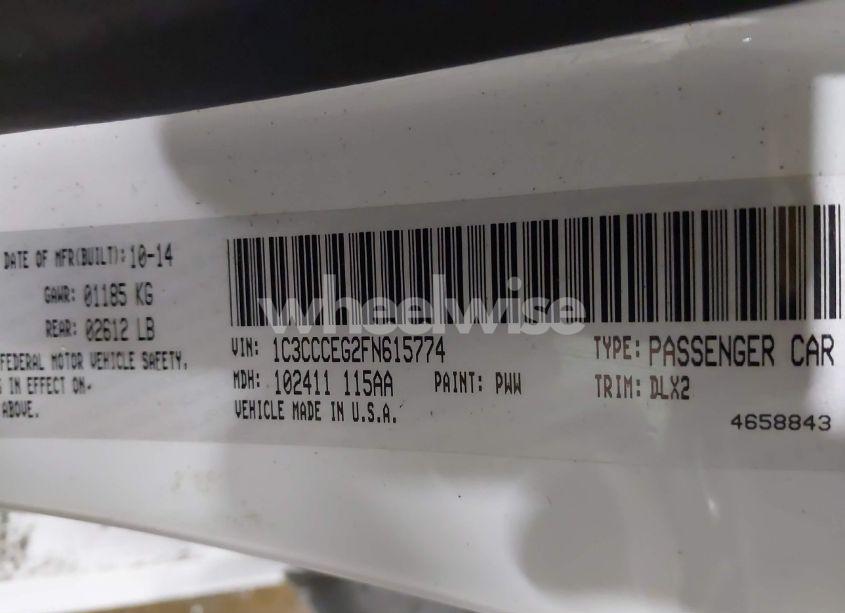 DATE OF MFR(BUILT): 10-14
GAWR: 01185 KG
REAR: 02612 LB
FEDERAL MOTOR VEHICLE SAFETY,
IN EFFECT ON
ABOVE.
wheelwise
VIN: 1C3CCCEG2FN615774
TYPE: PASSENGER CAR
MDH: 102411 115AA
PAINT: PWW
TRIM: DLX2
VEHICLE MADE IN U.S.A.
4658843